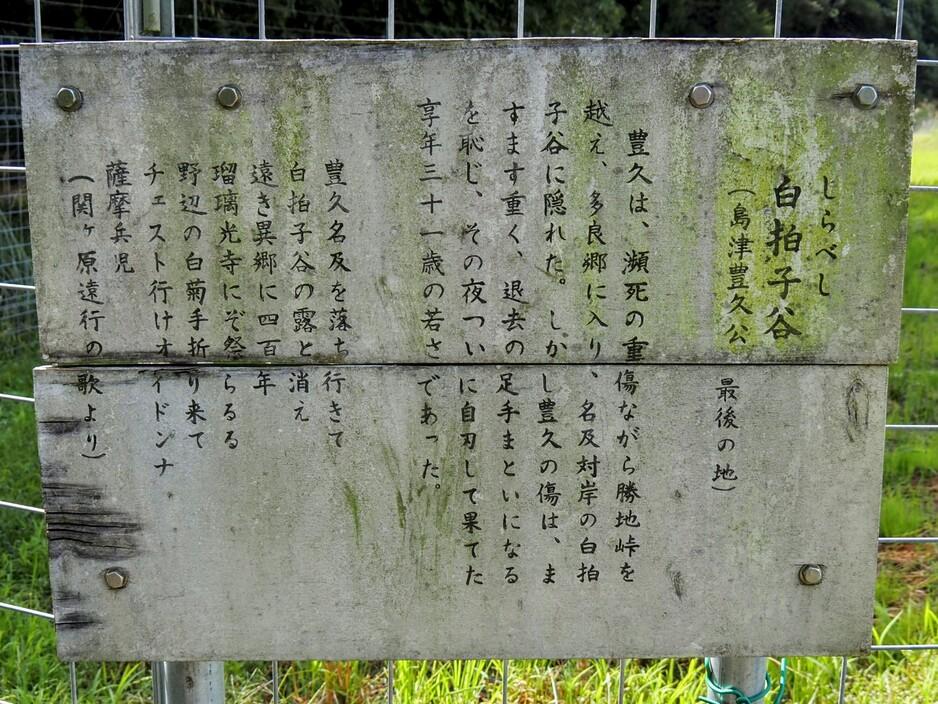 しらべし
白拍子谷
(島津豊久公 最後の地)
豊久は、瀕死の重傷ながら勝地峠を
越え、多良郷に入り、名及対岸の白拍
子谷に隠れた。しかし豊久の傷は、ま
すます重く、退去の足手まといになる
を恥じ、その夜ついに自刃して果てた
享年三十一歳の若さであった。
豊久名及を落ち行きて
白拍子谷の露と消え
遠き異郷に四百年
瑠璃光寺にぞ祭らるる
野辺の白菊手折り来て
チェスト行けオイドンナ
薩摩兵児
(関ヶ原遠行の歌より)